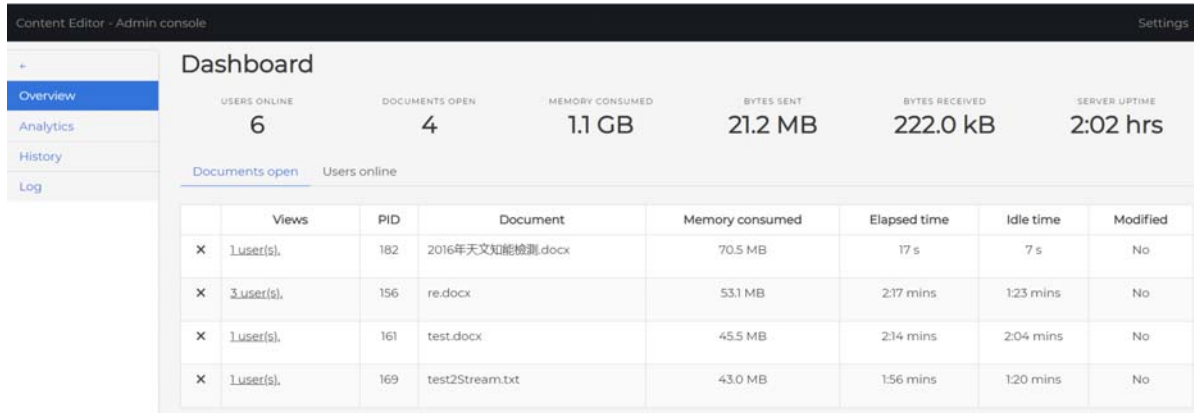 Content Editor - Admin console Settings
←
Overview
Analytics
History
Log
Dashboard
USERS ONLINE DOCUMENTS OPEN MEMORY CONSUMED BYTES SENT BYTES RECEIVED SERVER UPTIME
6 4 1.1 GB 21.2 MB 222.0 kB 2:02 hrs
Documents open Users online
Views PID Document Memory consumed Elapsed time Idle time Modified
× 1 user(s). 182 2016年天文知能檢測.docx 70.5 MB 17 s 7 s No
× 3 user(s). 156 re.docx 53.1 MB 2:17 mins 1:23 mins No
× 1 user(s). 161 test.docx 45.5 MB 2:14 mins 2:04 mins No
× 1 user(s). 169 test2Stream.txt 43.0 MB 1:56 mins 1:20 mins No